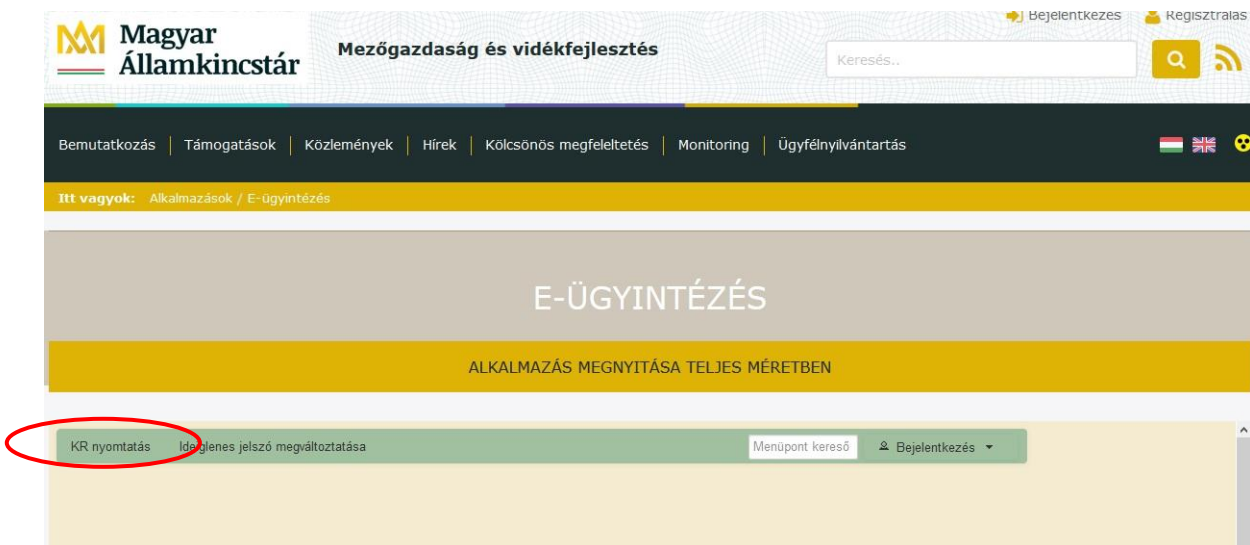 Bejelentkezés Regisztrálás
Magyar
Államkincstár
Mezőgazdaság és vidékfejlesztés
Keresés..
Bemutatkozás Támogatások Közlemények Hírek Kölcsönös megfeleltetés Monitoring Ügyfélnyilvántartás
Itt vagyok: Alkalmazások / E-ügyintézés
E-ÜGYINTÉZÉS
ALKALMAZÁS MEGNYITÁSA TELJES MÉRETBEN
KR nyomtatás Ideiglenes jelszó megváltoztatása Menüpont kereső Bejelentkezés